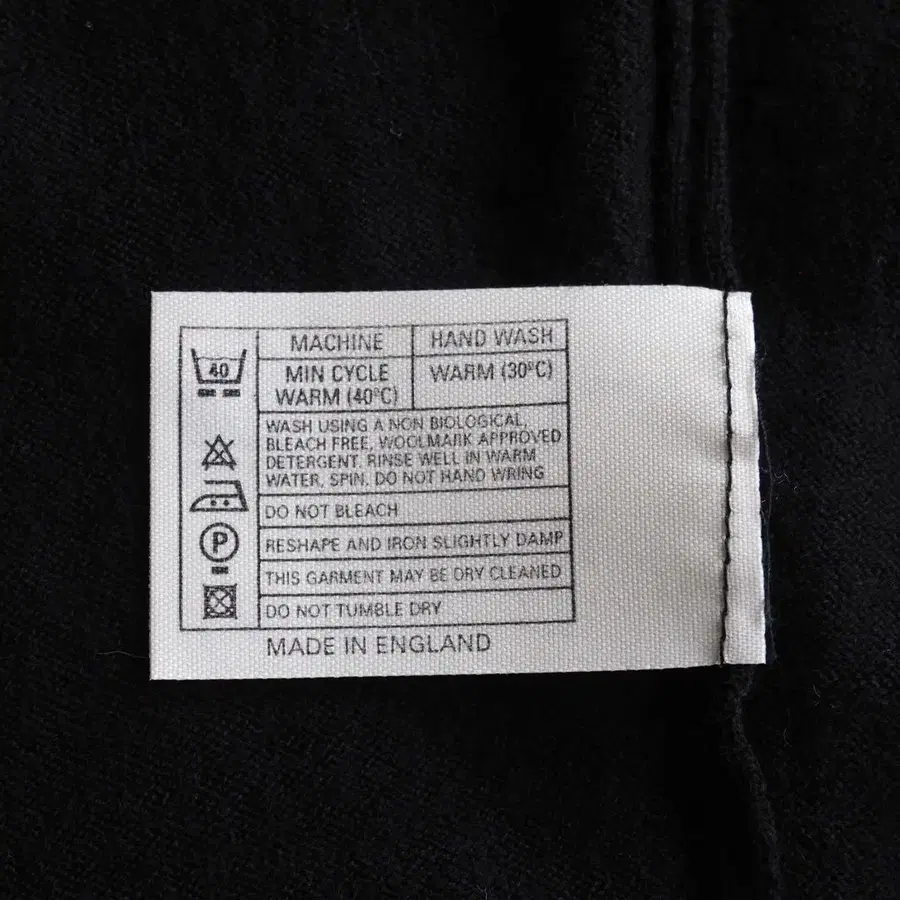 MACHINE HAND WASH
40
MIN CYCLE WARM (30ºC)
WARM (40ºC)
WASH USING A NON BIOLOGICAL,
BLEACH FREE, WOOLMARK APPROVED
DETERGENT. RINSE WELL IN WARM
WATER, SPIN. DO NOT HAND WRING
DO NOT BLEACH
RESHAPE AND IRON SLIGHTLY DAMP
P
THIS GARMENT MAY BE DRY CLEANED
DO NOT TUMBLE DRY
MADE IN ENGLAND